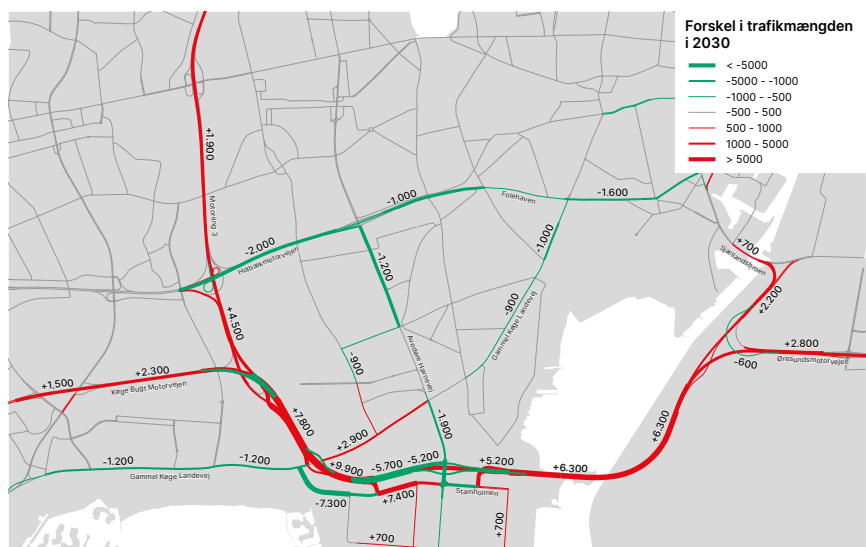 Forskel i trafikmængden
i 2030
< -5000
-5000 - -1000
-1000 - -500
-500 - 500
500 - 1000
1000 - 5000
> 5000
+1.900
Motorring 3
-2.000
Holbækmotorvejen
-1.000
Folehaven
-1.600
-1.000
-1.200
+700
Sjællandsbroen
+2.200
+4.500
-900
Gammel Køge Landevej
Avedøre Havnevej
-900
+2.800
Øresundsmotorvejen
-600
+1.500
+2.300
Køge Bugt Motorvejen
+7.800
+2.900
-1.900
+6.300
-1.200
-1.200
Gammel Køge Landevej
+9.900
-5.700
-5.200
+5.200
+6.300
-7.300
+7.400
Stamholmen
+700
+700